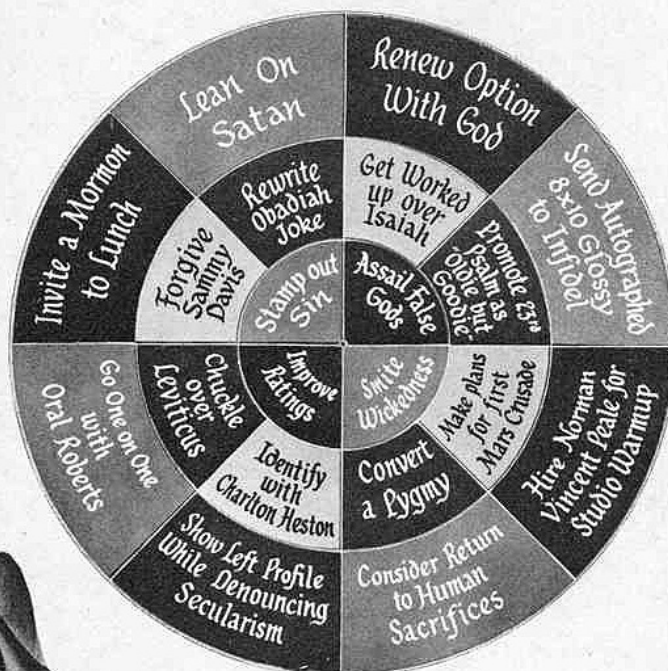 Lean On
Satan
Renew Option
With God
Send Autographed
8x10 Glossy
to Infidel
Hire Norman
Vincent Peale for
Studio Warmup
Consider Return
to Human
Sacrifices
Show Left Profile
While Denouncing
Secularism
Go One on One
with
Oral Roberts
Invite a Mormon
to Lunch
Rewrite
Obadiah
Joke
Get Worked
up over
Isaiah
Promote 23rd
Psalm as
"Oldie but
Goodie"
Make plans
for first
Mars Crusade
Convert
a Pygmy
Identify
with
Charlton Heston
Chuckle
over
Leviticus
Forgive
Sammy
Davis
Stamp out
Sin
Assail False
Gods
Smite
Wickedness
Improve
Ratings